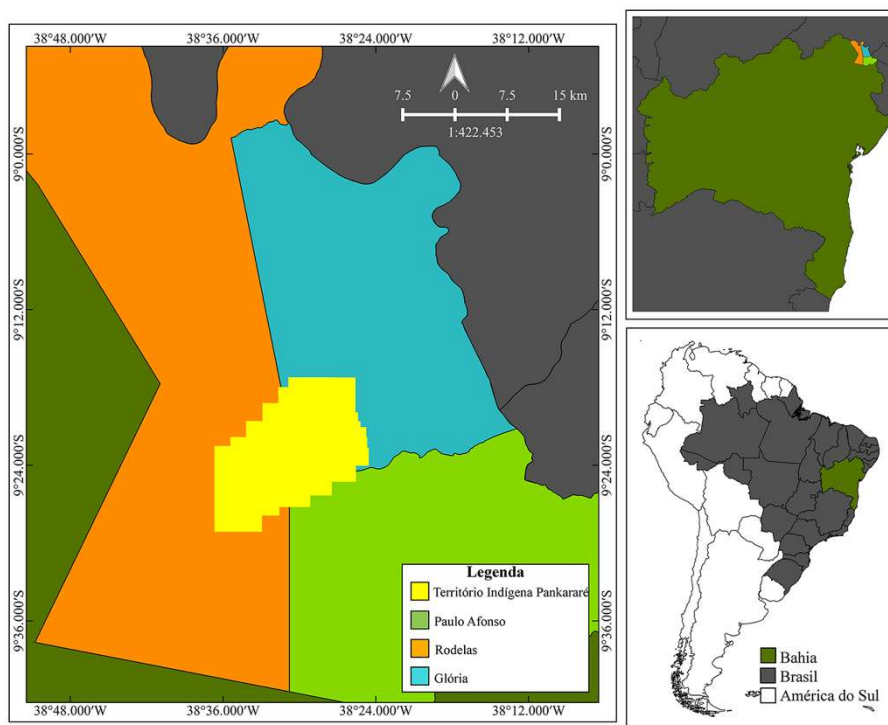 38°48.000'W 38°36.000'W 38°24.000'W 38°12.000'W
7.5 0 7.5 15 km
1:422.453
9°0.000'S 9°0.000'S
9°12.000'S 9°12.000'S
9°24.000'S 9°24.000'S
9°36.000'S 9°36.000'S
Legenda
Território Indígena Pankararé
Paulo Afonso
Rodelas
Glória
38°48.000'W 38°36.000'W 38°24.000'W 38°12.000'W
Bahia
Brasil
América do Sul